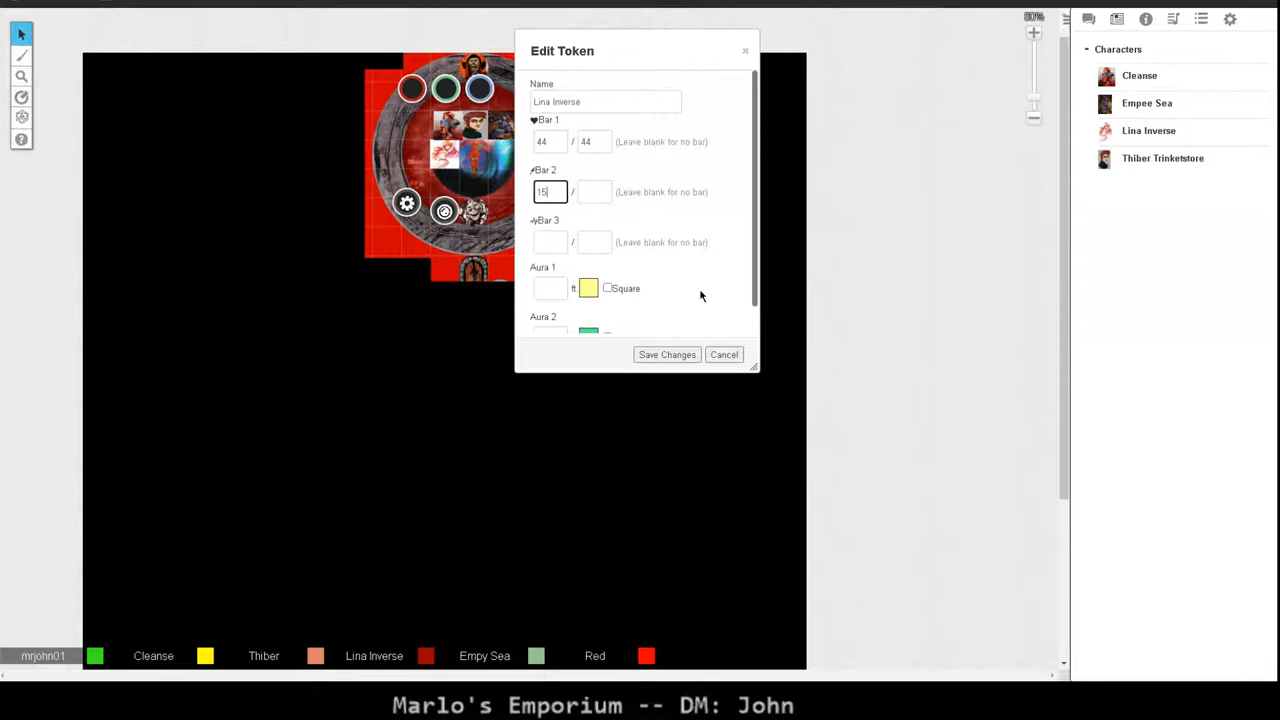 80%
Edit Token
×
Name
Lina Inverse
Bar 1
44 / 44 (Leave blank for no bar)
Bar 2
15 / (Leave blank for no bar)
Bar 3
/ (Leave blank for no bar)
Aura 1
ft. Square
Aura 2
Save Changes Cancel
Characters
Cleanse
Empee Sea
Lina Inverse
Thiber Trinketstore
mrjohn01 Cleanse Thiber Lina Inverse Empy Sea Red
Marlo's Emporium -- DM: John